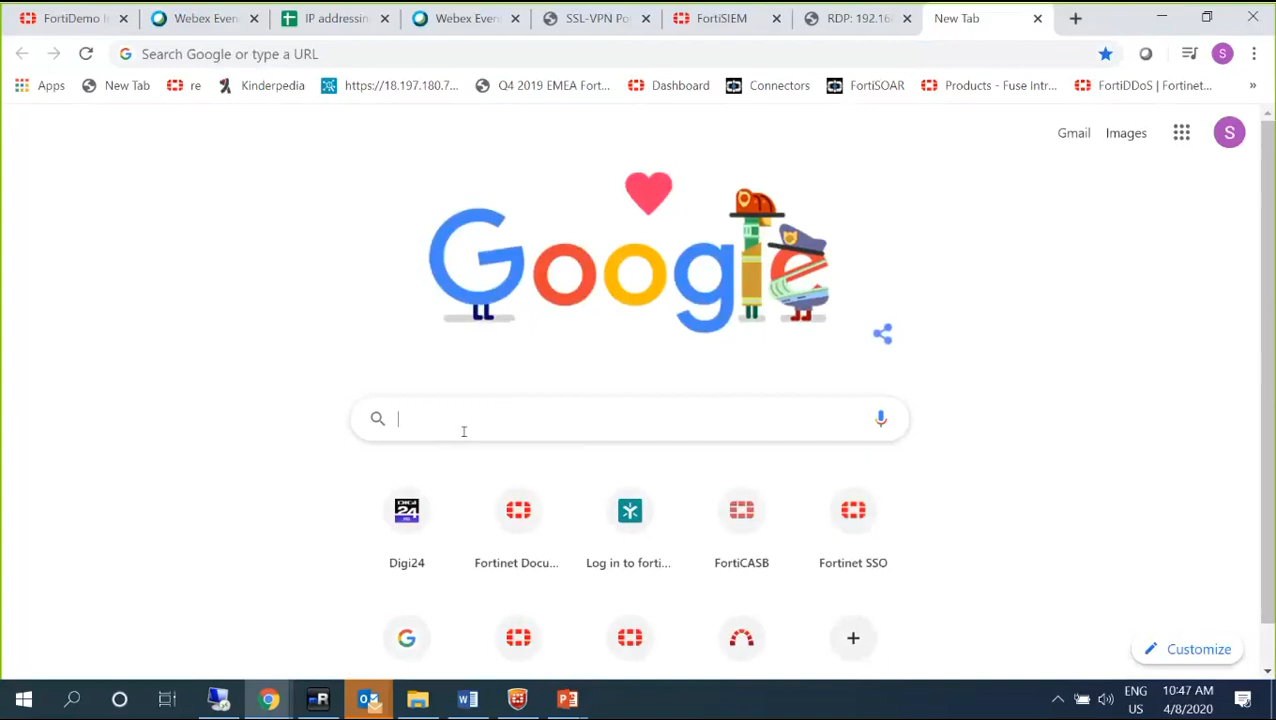 FortiDemo I
Webex Even
IP addressin
Webex Even
SSL-VPN Po
FortiSIEM
RDP: 192.16
New Tab
Search Google or type a URL
Apps
New Tab
re
Kinderpedia
https://18.197.180.7...
Q4 2019 EMEA Fort...
Dashboard
Connectors
FortiSOAR
Products - Fuse Intr...
FortiDDoS | Fortinet...
»
S
Gmail
Images
S
Google
DIGI 24
Digi24
Fortinet Docu...
Log in to forti...
FortiCASB
Fortinet SSO
Customize
ENG
US
10:47 AM
4/8/2020